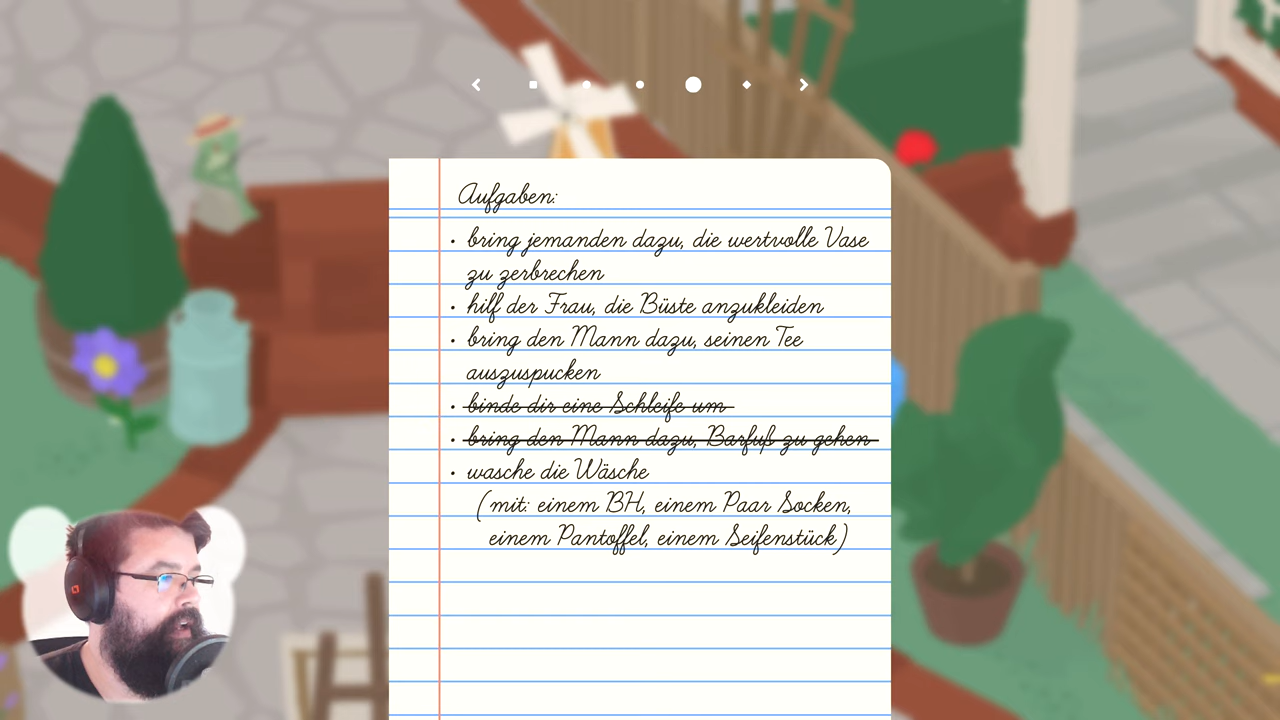 Aufgaben:
• bring jemanden dazu, die wertvolle Vase
zu zerbrechen
• hilf der Frau, die Büste anzukleiden
• bring den Mann dazu, seinen Tee
auszuspucken
• binde dir eine Schleife um
• bring den Mann dazu, Barfuß zu gehen
• wasche die Wäsche
(mit: einem BH, einem Paar Socken,
einem Pantoffel, einem Seifenstück)